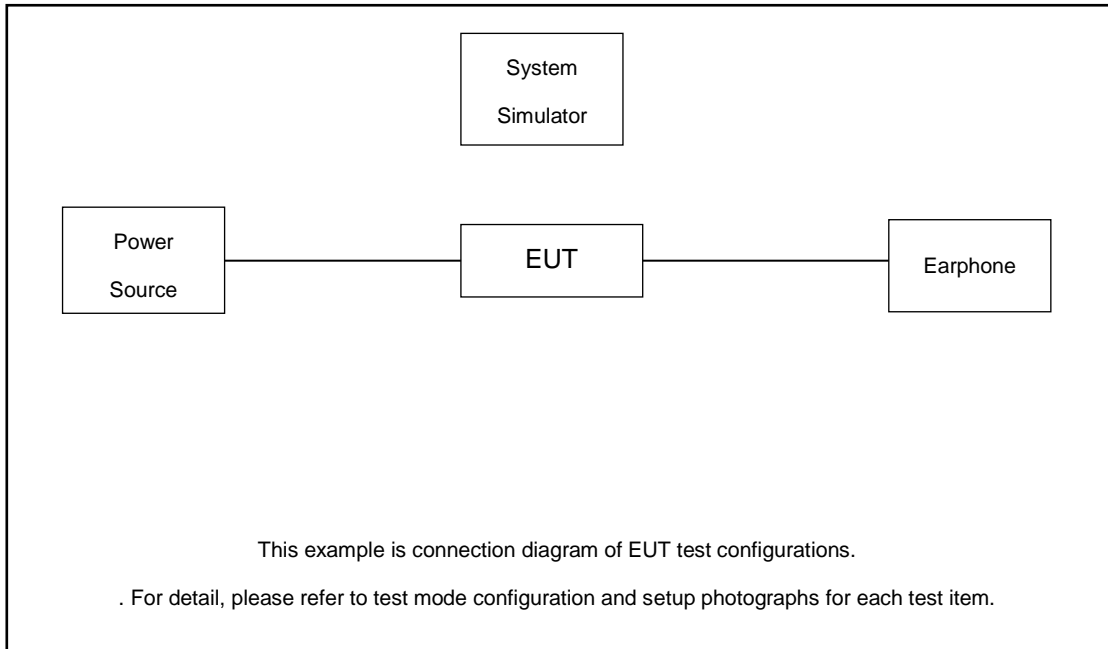 System
Simulator
Power
Source
EUT
Earphone
This example is connection diagram of EUT test configurations.
. For detail, please refer to test mode configuration and setup photographs for each test item.